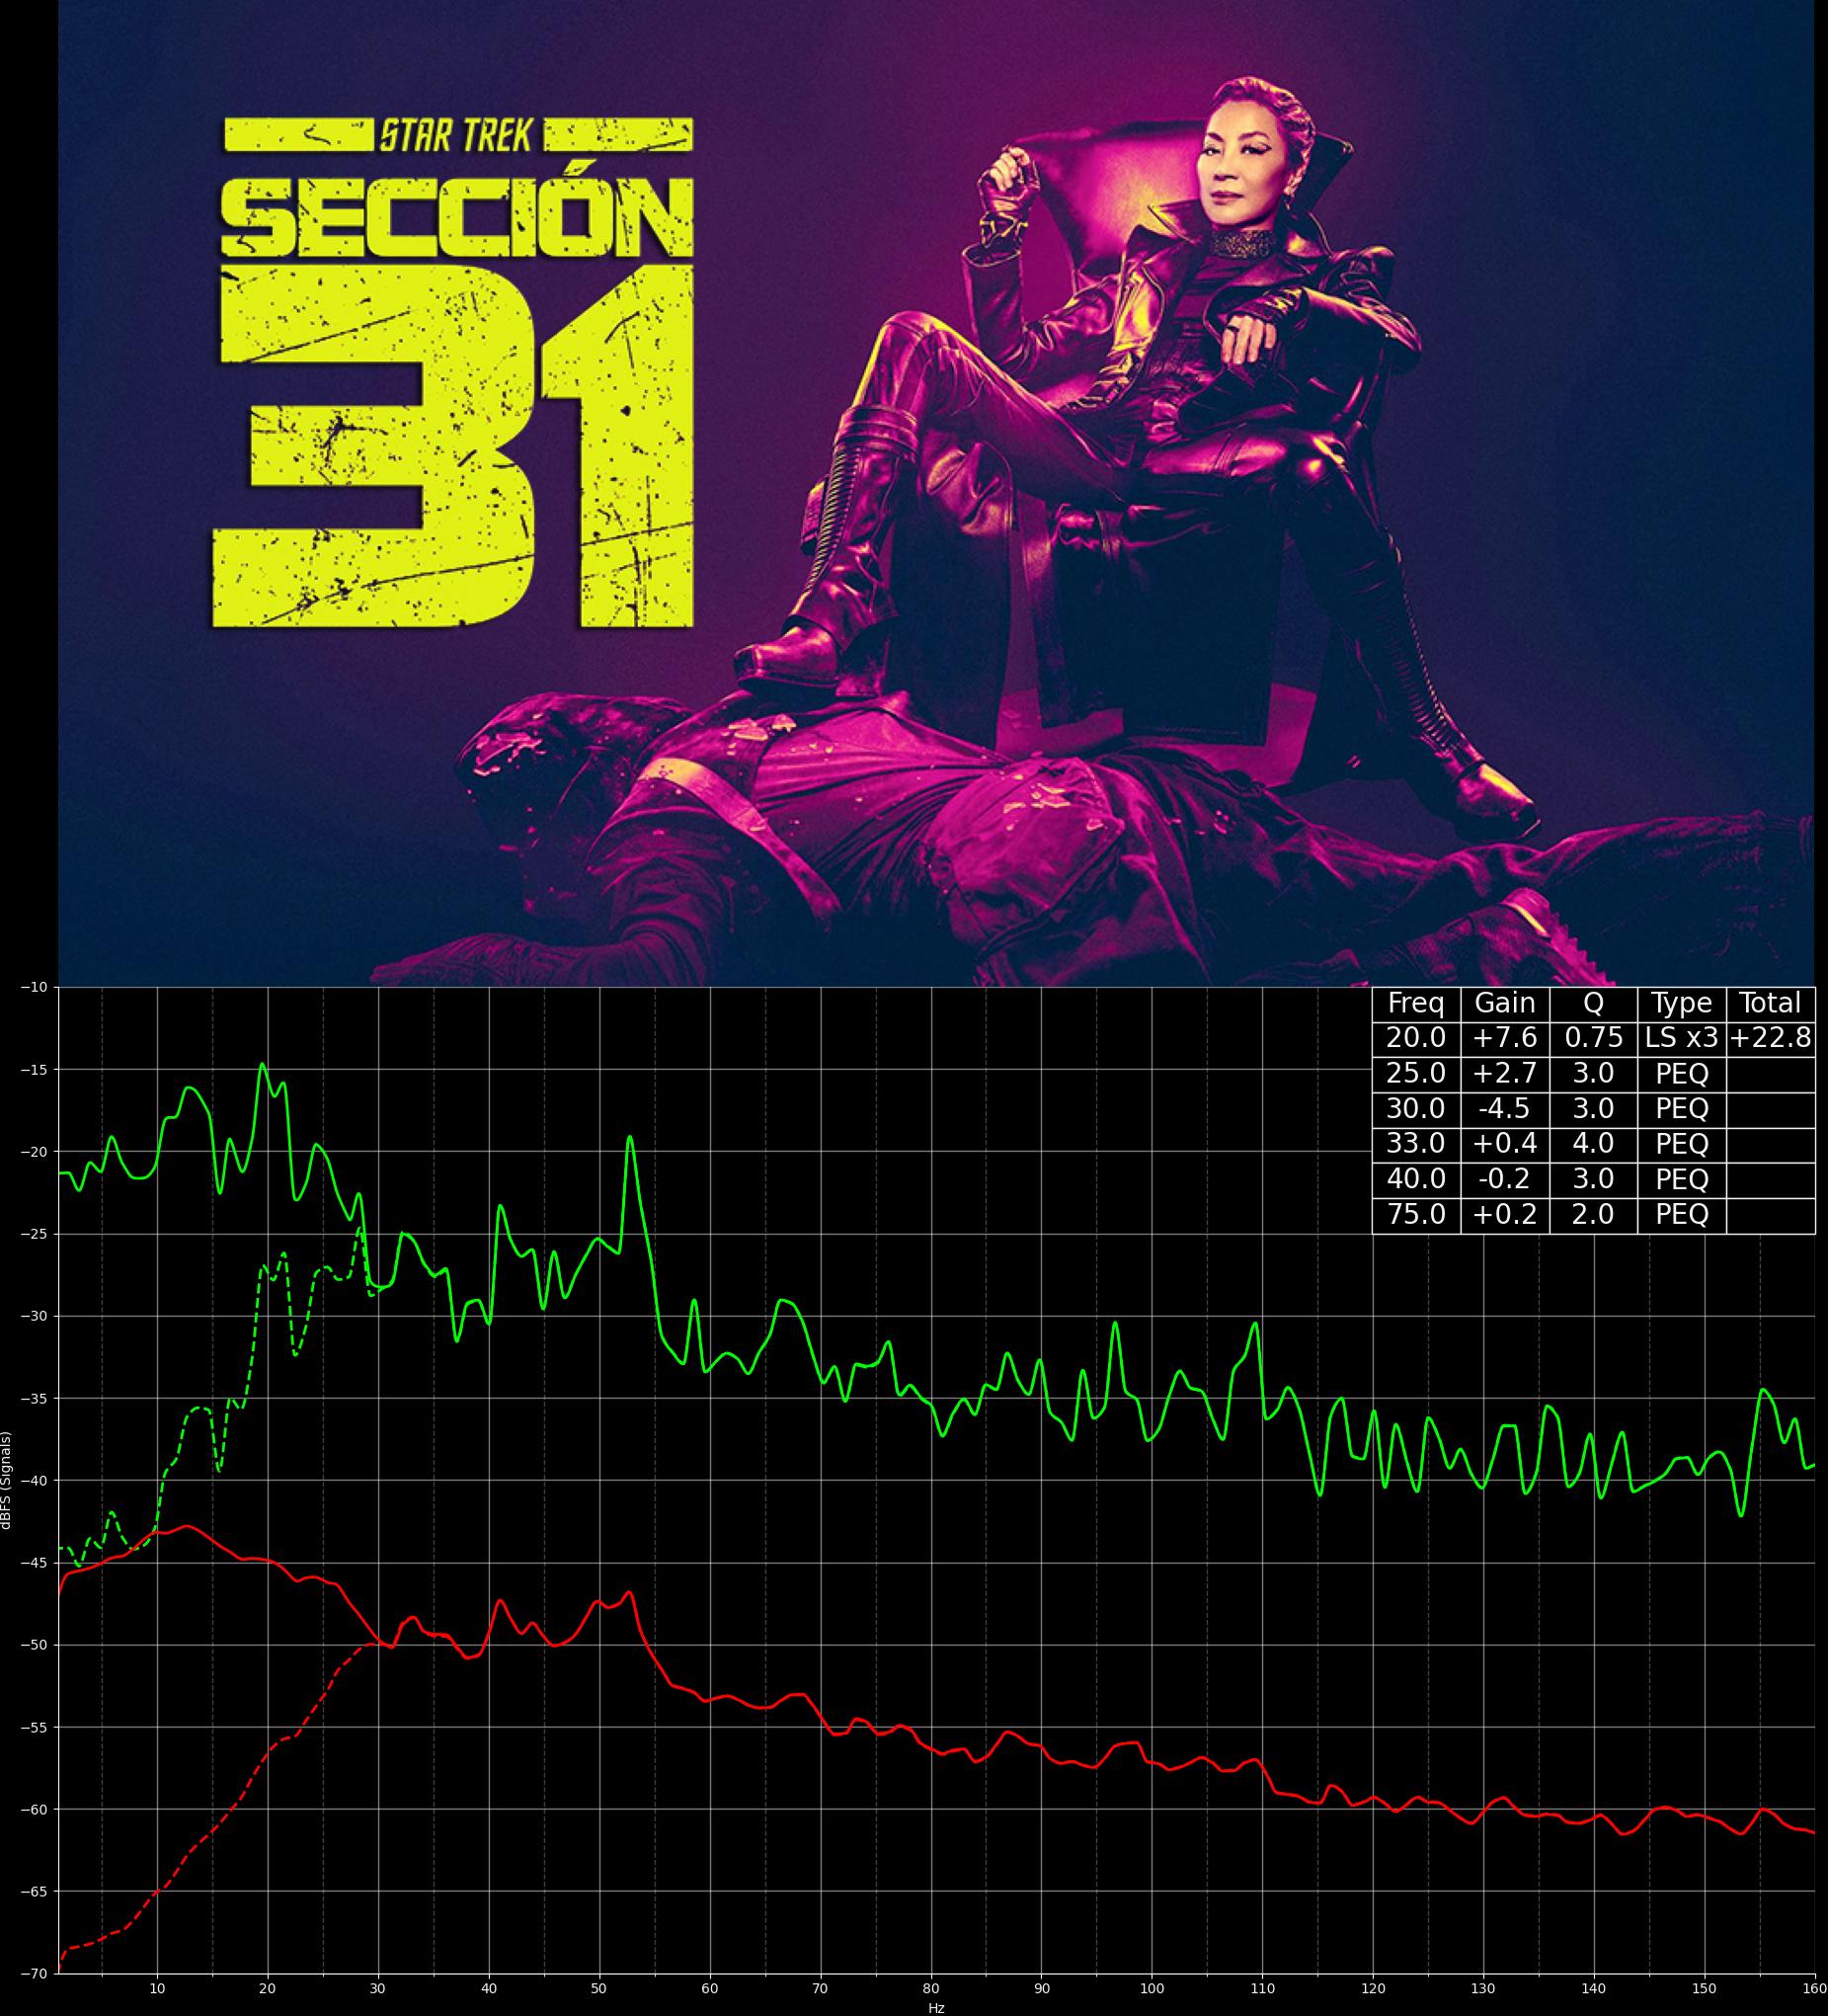 STAR TREK
SECCIÓN
31
Freq Gain Q Type Total
20.0 +7.6 0.75 LS x3 +22.8
25.0 +2.7 3.0 PEQ
30.0 -4.5 3.0 PEQ
33.0 +0.4 4.0 PEQ
40.0 -0.2 3.0 PEQ
75.0 +0.2 2.0 PEQ
−10
−15
−20
−25
−30
−35
−40
−45
−50
−55
−60
−65
−70
dBFS (Signals)
10 20 30 40 50 60 70 80 90 100 110 120 130 140 150 160
Hz